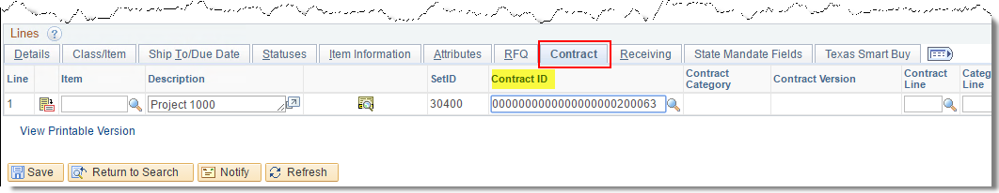 Lines ?
Details Class/Item Ship To/Due Date Statuses Item Information Attributes RFQ Contract Receiving State Mandate Fields Texas Smart Buy
Line Item Description SetID Contract ID Contract Category Contract Version Contract Line Categ Line
1 Project 1000 30400 0000000000000000000200063
View Printable Version
Save Return to Search Notify Refresh